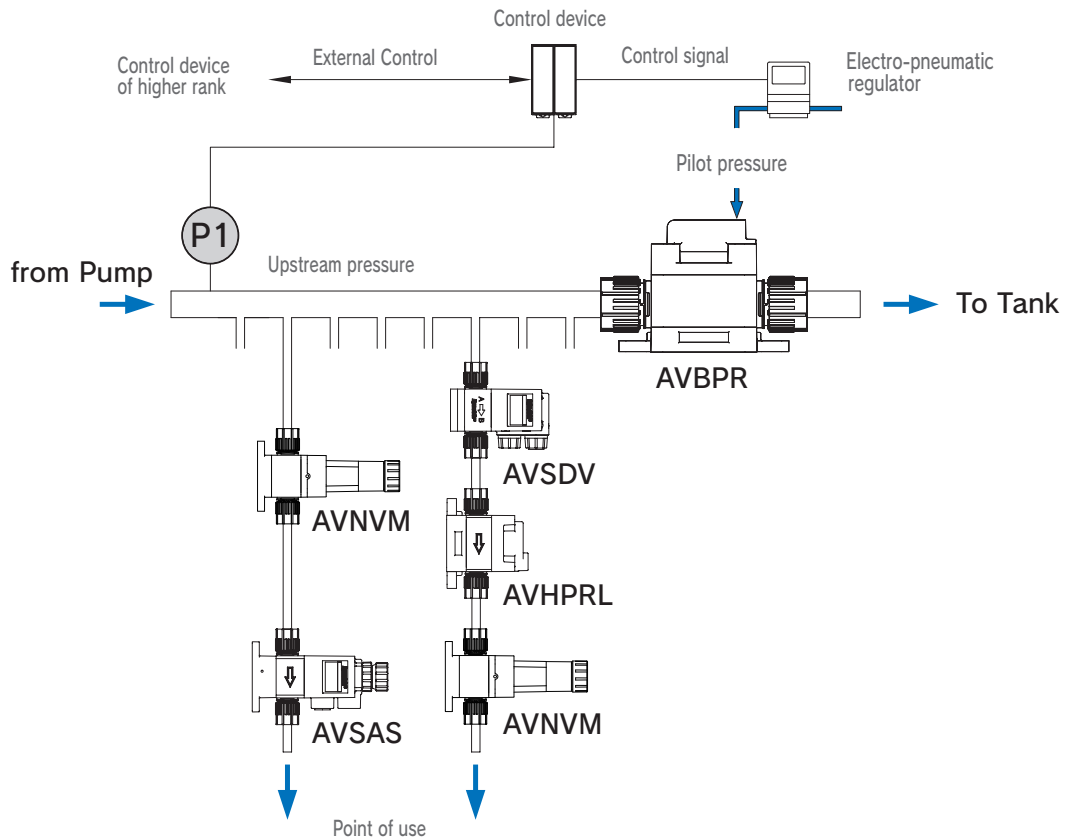 Control device
External Control
Control signal
Control device
of higher rank
Electro-pneumatic
regulator
Pilot pressure
P1
from Pump
Upstream pressure
To Tank
AVBPR
A B
AVSDV
AVNVM
AVHPRL
AVSAS
AVNVM
Point of use